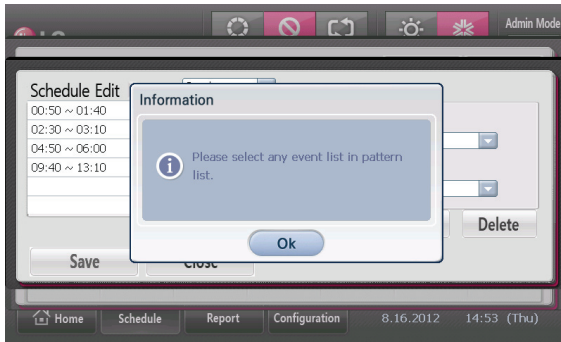 Admin Mode
Schedule Edit
00:50 ~ 01:40
02:30 ~ 03:10
04:50 ~ 06:00
09:40 ~ 13:10
Information
Please select any event list in pattern
list.
Ok
Delete
Save
Close
Home
Schedule
Report
Configuration
8.16.2012
14:53 (Thu)